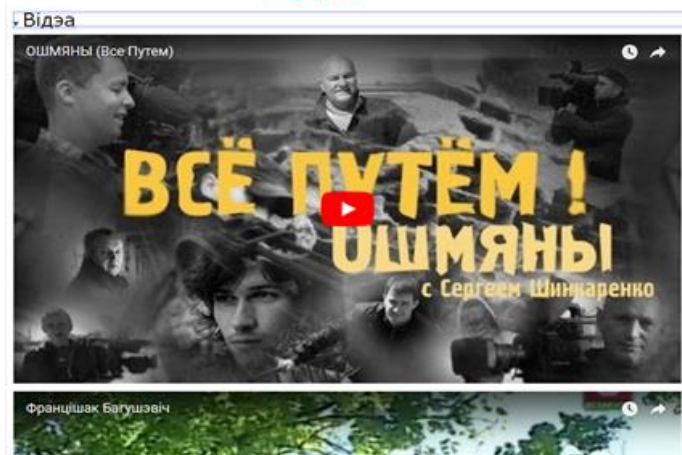 Відэа
ОШМЯНЫ (Все Путем)
ВСЁ ПУТЁМ !
ОШМЯНЫ
с Сергеем Шинкаренко
Францішак Багушэвіч